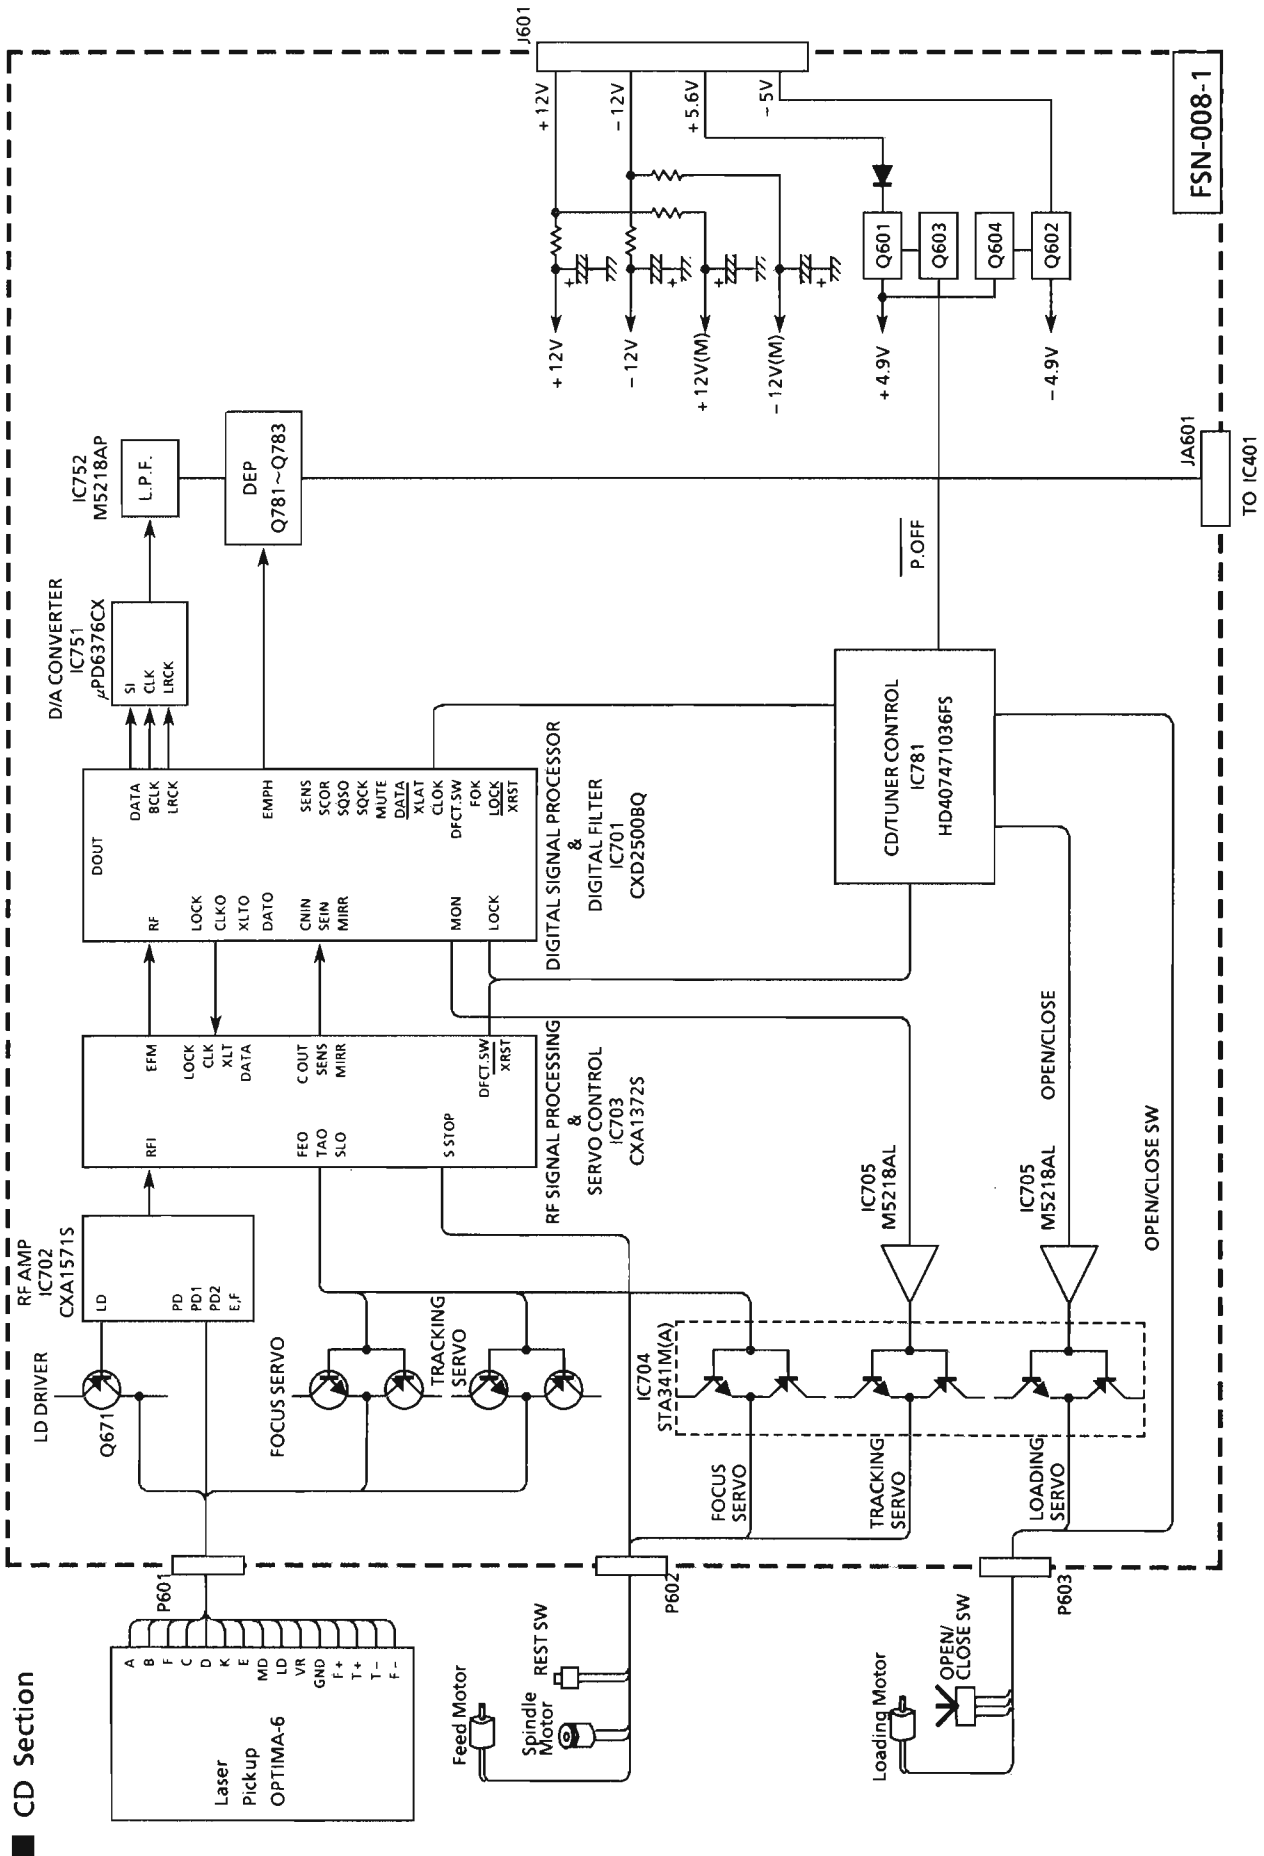 ■ CD Section
Laser
Pickup
OPTIMA-6
A
B
F
C
D
K
E
MD
LD
VR
GND
F+
T+
T−
F−
P601
LD DRIVER
Q671
RF AMP
IC702
CXA1571S
LD
PD
PD1
PD2
E,F
FOCUS SERVO
TRACKING
SERVO
RFI
EFM
LOCK
CLK
XLT
DATA
FEO
TAO
SLO
C OUT
SENS
MIRR
S STOP
DFCT.SW
XRST
RF SIGNAL PROCESSING
&
SERVO CONTROL
IC703
CXA1372S
DOUT
RF
LOCK
CLKO
XLTO
DATO
CNIN
SEIN
MIRR
MON
LOCK
DATA
BCLK
LRCK
EMPH
SENS
SCOR
SQSO
SQCK
MUTE
DATA
XLAT
CLOK
DFCT.SW
FOK
LOCK
XRST
DIGITAL SIGNAL PROCESSOR
&
DIGITAL FILTER
IC701
CXD2500BQ
D/A CONVERTER
IC751
μPD6376CX
SI
CLK
LRCK
IC752
M5218AP
L.P.F.
DEP
Q781~Q783
J601
+12V
−12V
+5.6V
−5V
+
+
+
+
+12V
−12V
+12V(M)
−12V(M)
+4.9V
−4.9V
Q601
Q603
Q604
Q602
FSN-008-1
P.OFF
JA601
TO IC401
CD/TUNER CONTROL
IC781
HD407471036FS
IC705
M5218AL
IC705
M5218AL
OPEN/CLOSE
OPEN/CLOSE SW
IC704
STA341M(A)
FOCUS
SERVO
TRACKING
SERVO
LOADING
SERVO
P602
P603
Feed Motor
Spindle
Motor
REST SW
Loading Motor
OPEN/
CLOSE SW